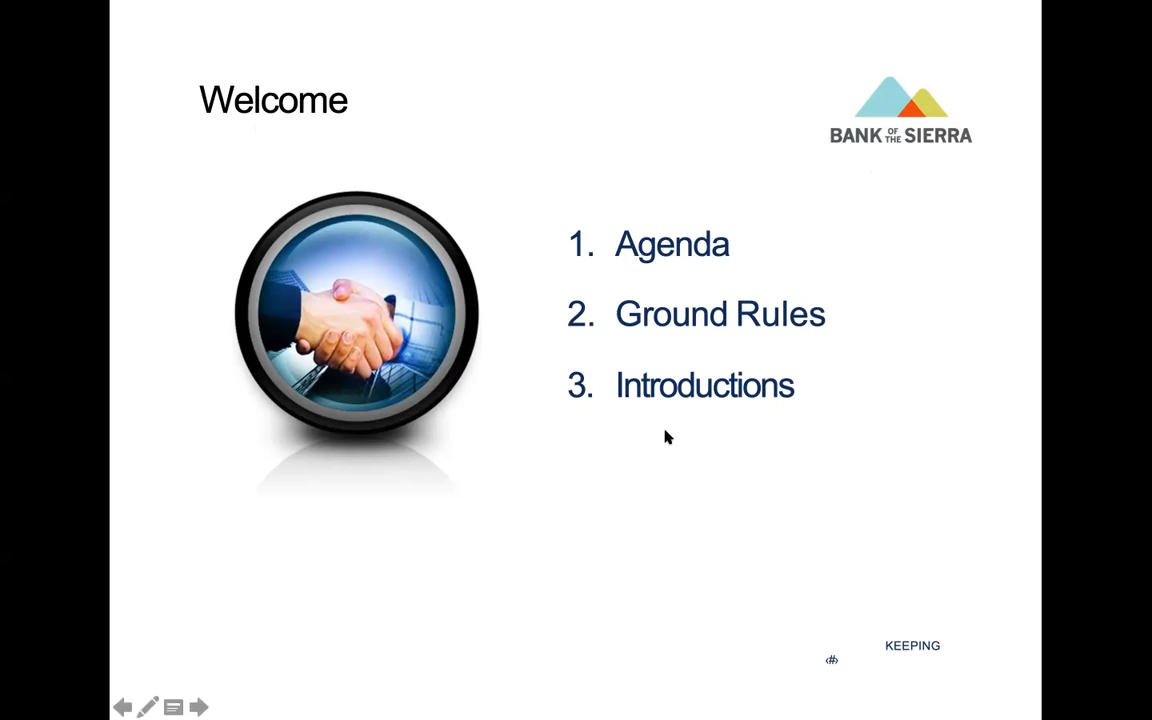 Welcome
BANK OF THE SIERRA
1. Agenda
2. Ground Rules
3. Introductions
KEEPING
‹#›